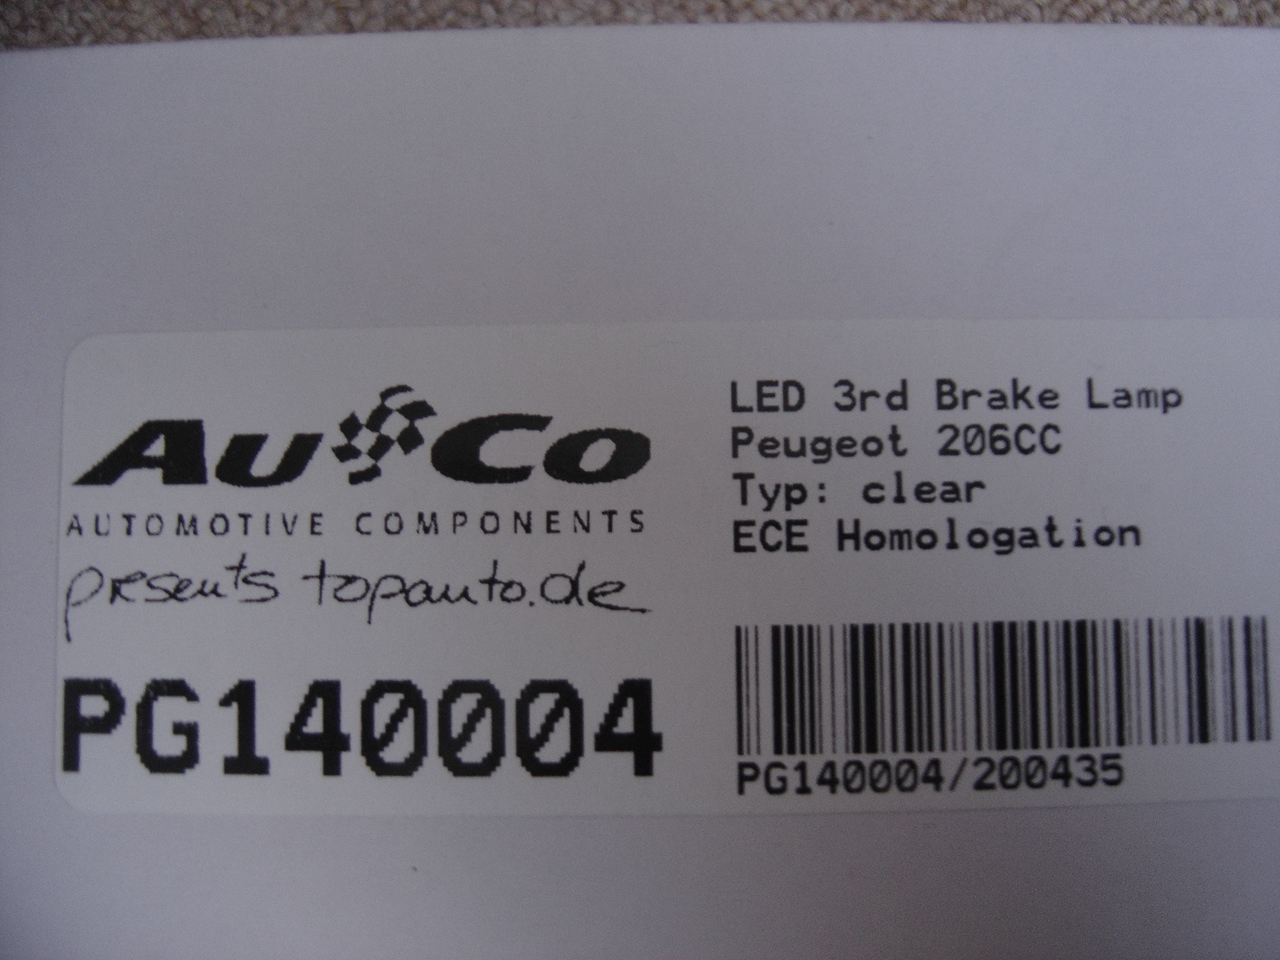 AuCo
AUTOMOTIVE COMPONENTS
presents topauto.de
PG140004
LED 3rd Brake Lamp
Peugeot 206CC
Typ: clear
ECE Homologation
PG140004/200435